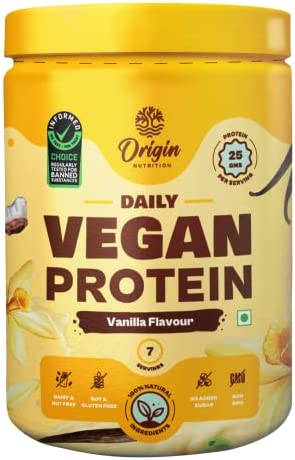 Origin
NUTRITION
INFORMED
CHOICE
REGULARLY
TESTED FOR
BANNED
SUBSTANCES
PROTEIN
25
GMS
PER SERVING
DAILY
VEGAN
PROTEIN
Vanilla Flavour
7
SERVINGS
DAIRY &
NUT FREE
SOY &
GLUTEN FREE
100% NATURAL
INGREDIENTS
NO ADDED
SUGAR
NON
GMO